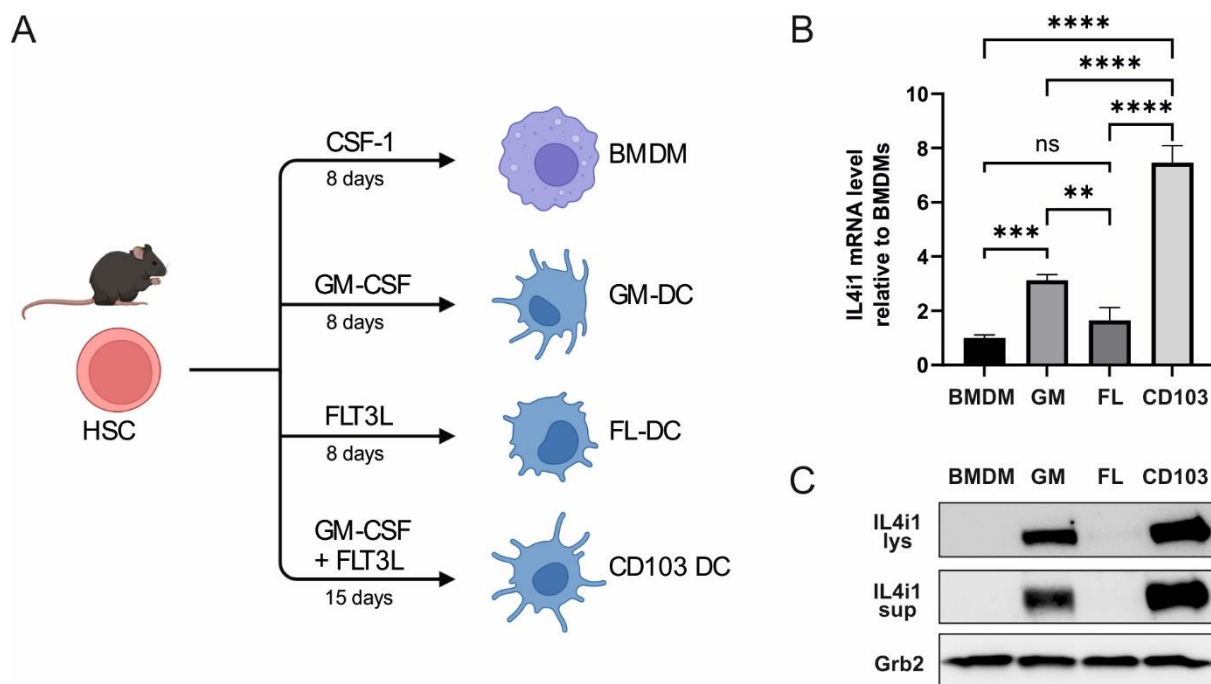 A
CSF-1
8 days
BMDM
GM-CSF
8 days
GM-DC
HSC
FLT3L
8 days
FL-DC
GM-CSF
+ FLT3L
15 days
CD103 DC
B
****
****
****
ns
**
***
IL4i1 mRNA level
relative to BMDMs
10
8
6
4
2
0
BMDM GM FL CD103
C
BMDM GM FL CD103
IL4i1
lys
IL4i1
sup
Grb2